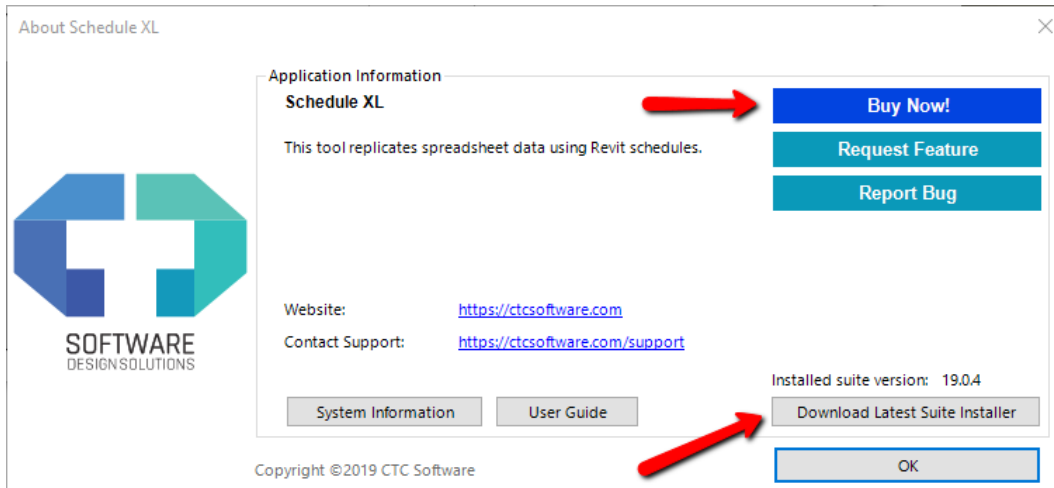 About Schedule XL
Application Information
Schedule XL
Buy Now!
This tool replicates spreadsheet data using Revit schedules.
Request Feature
Report Bug
SOFTWARE
DESIGN SOLUTIONS
Website: https://ctcsoftware.com
Contact Support: https://ctcsoftware.com/support
Installed suite version: 19.0.4
System Information
User Guide
Download Latest Suite Installer
Copyright ©2019 CTC Software
OK